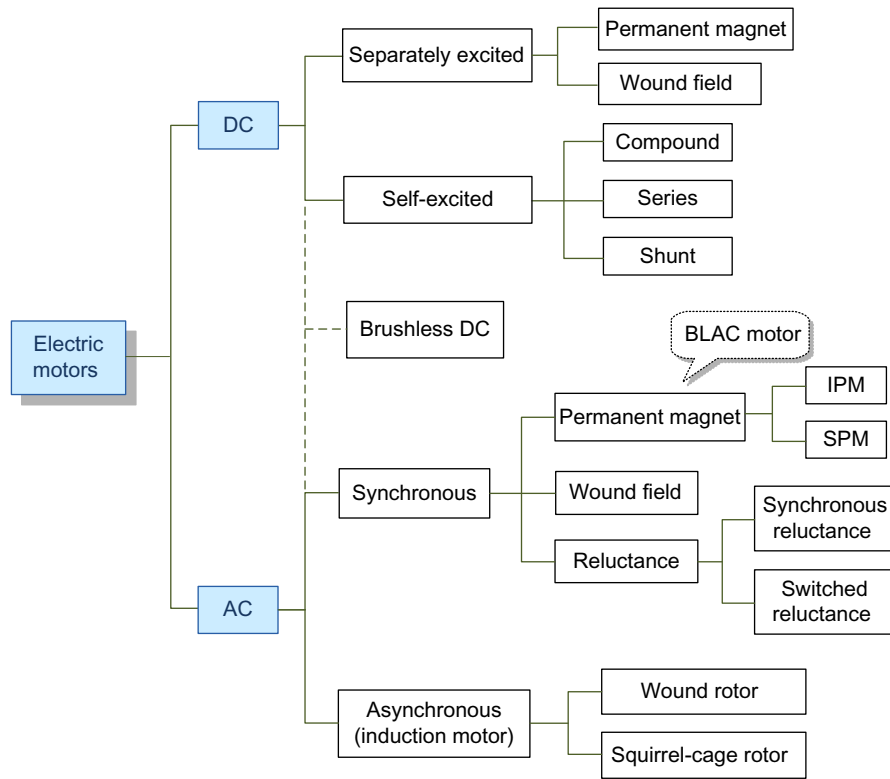 Electric
motors
DC
Separately excited
Permanent magnet
Wound field
Self-excited
Compound
Series
Shunt
Brushless DC
AC
Synchronous
BLAC motor
Permanent magnet
IPM
SPM
Wound field
Reluctance
Synchronous
reluctance
Switched
reluctance
Asynchronous
(induction motor)
Wound rotor
Squirrel-cage rotor